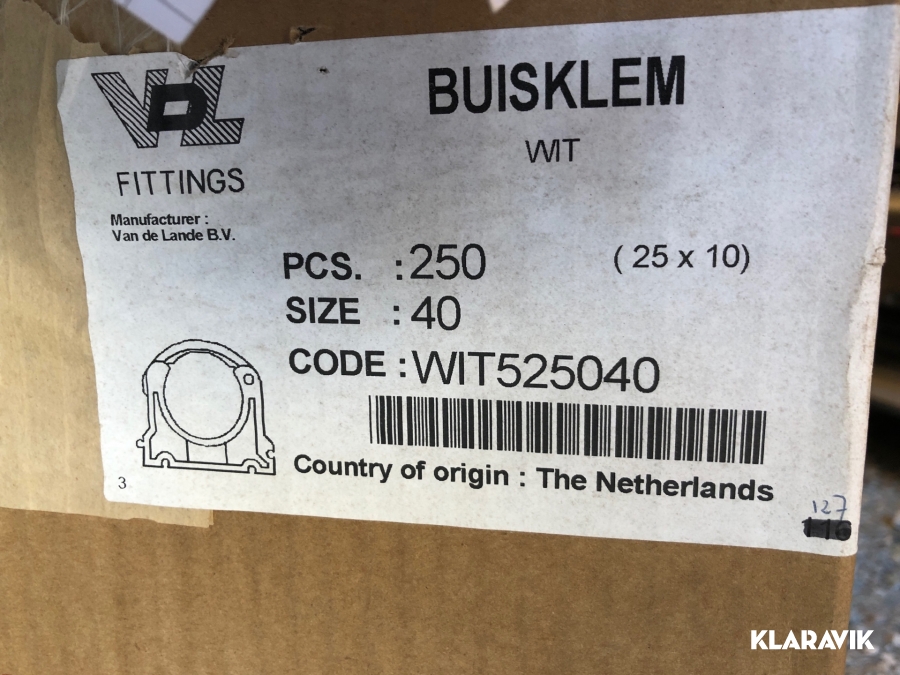 VDL
FITTINGS
Manufacturer :
Van de Lande B.V.
BUISKLEM
WIT
PCS. : 250 ( 25 x 10)
SIZE : 40
CODE : WIT525040
Country of origin : The Netherlands
3
127
KLARAVIK